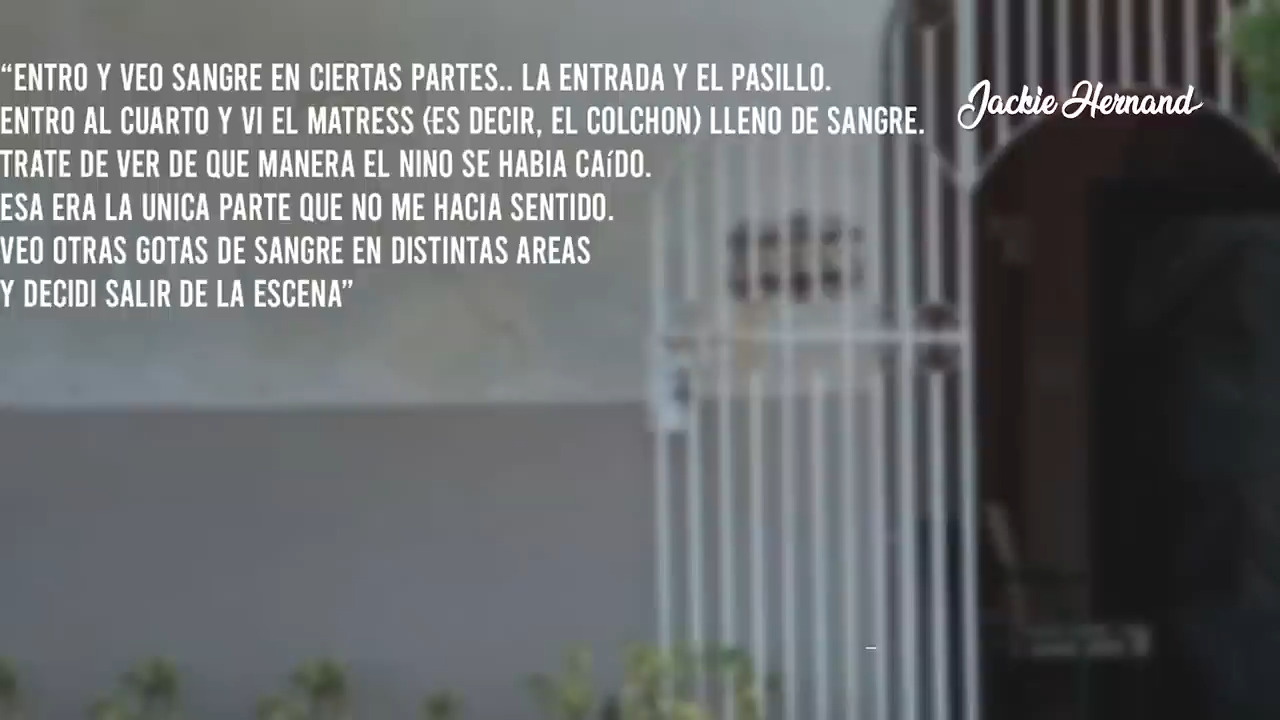 “ENTRO Y VEO SANGRE EN CIERTAS PARTES.. LA ENTRADA Y EL PASILLO.
ENTRO AL CUARTO Y VI EL MATRESS (ES DECIR, EL COLCHON) LLENO DE SANGRE.
TRATE DE VER DE QUE MANERA EL NINO SE HABIA CAíDO.
ESA ERA LA UNICA PARTE QUE NO ME HACIA SENTIDO.
VEO OTRAS GOTAS DE SANGRE EN DISTINTAS AREAS
Y DECIDI SALIR DE LA ESCENA”
Jackie Hernand